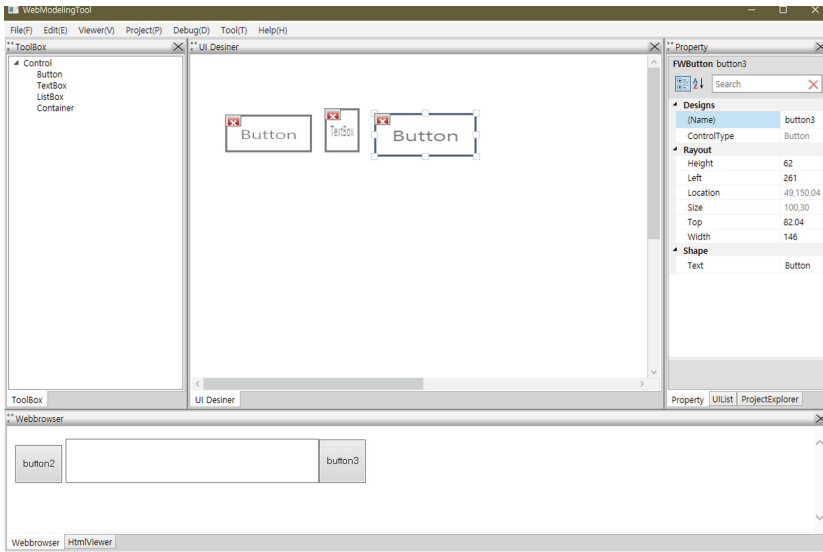 WebModelingTool
File(F) Edit(E) Viewer(V) Project(P) Debug(D) Tool(T) Help(H)
ToolBox
Control
Button
TextBox
ListBox
Container
ToolBox
UI Desiner
Button
TextBox
Button
UI Desiner
Property
FWButton button3
Search
Designs
(Name) button3
ControlType Button
Rayout
Height 62
Left 261
Location 49,150.04
Size 100,30
Top 82.04
Width 146
Shape
Text Button
Property UIList ProjectExplorer
Webbrowser
button2
button3
Webbrowser HtmlViewer